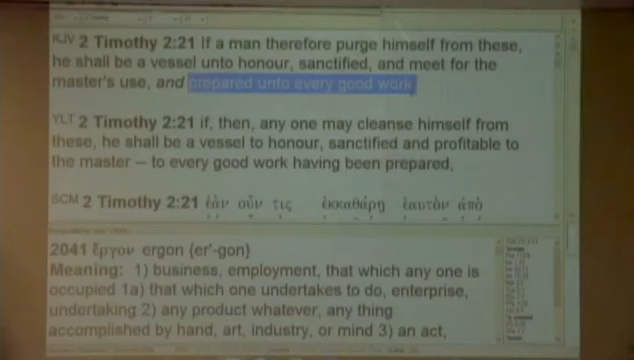 KJV 2 Timothy 2:21 If a man therefore purge himself from these,
he shall be a vessel unto honour, sanctified, and meet for the
master's use, and prepared unto every good work.
YLT 2 Timothy 2:21 if, then, any one may cleanse himself from
these, he shall be a vessel to honour, sanctified and profitable to
the master — to every good work having been prepared,
SCM 2 Timothy 2:21 ἐὰν οὖν τις ἐκκαθάρῃ ἑαυτὸν ἀπὸ
2041 ἔργον ergon {er'-gon}
Meaning: 1) business, employment, that which any one is
occupied 1a) that which one undertakes to do, enterprise,
undertaking 2) any product whatever, any thing
accomplished by hand, art, industry, or mind 3) an act,